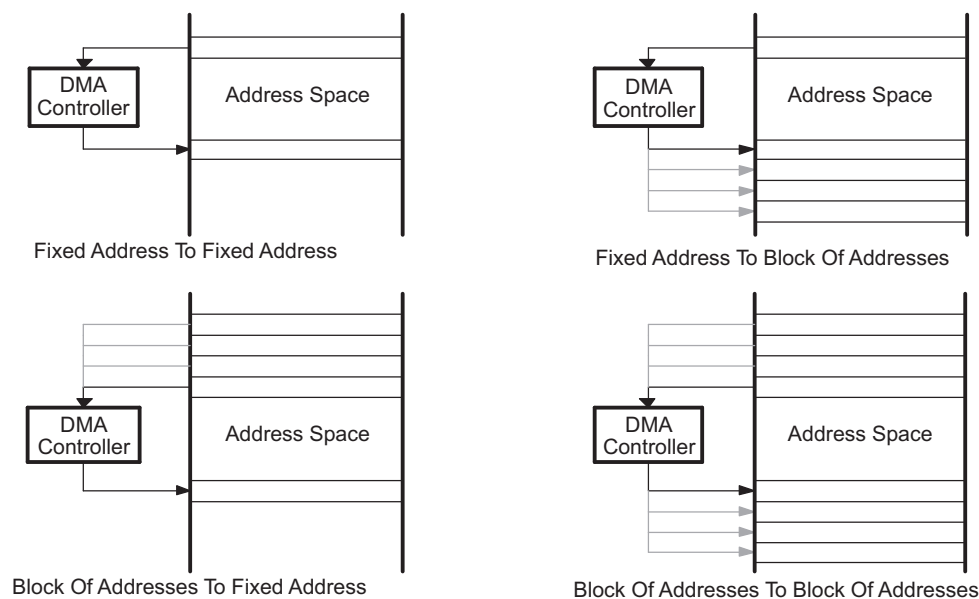 DMA
Controller
Address Space
Fixed Address To Fixed Address
DMA
Controller
Address Space
Fixed Address To Block Of Addresses
DMA
Controller
Address Space
Block Of Addresses To Fixed Address
DMA
Controller
Address Space
Block Of Addresses To Block Of Addresses